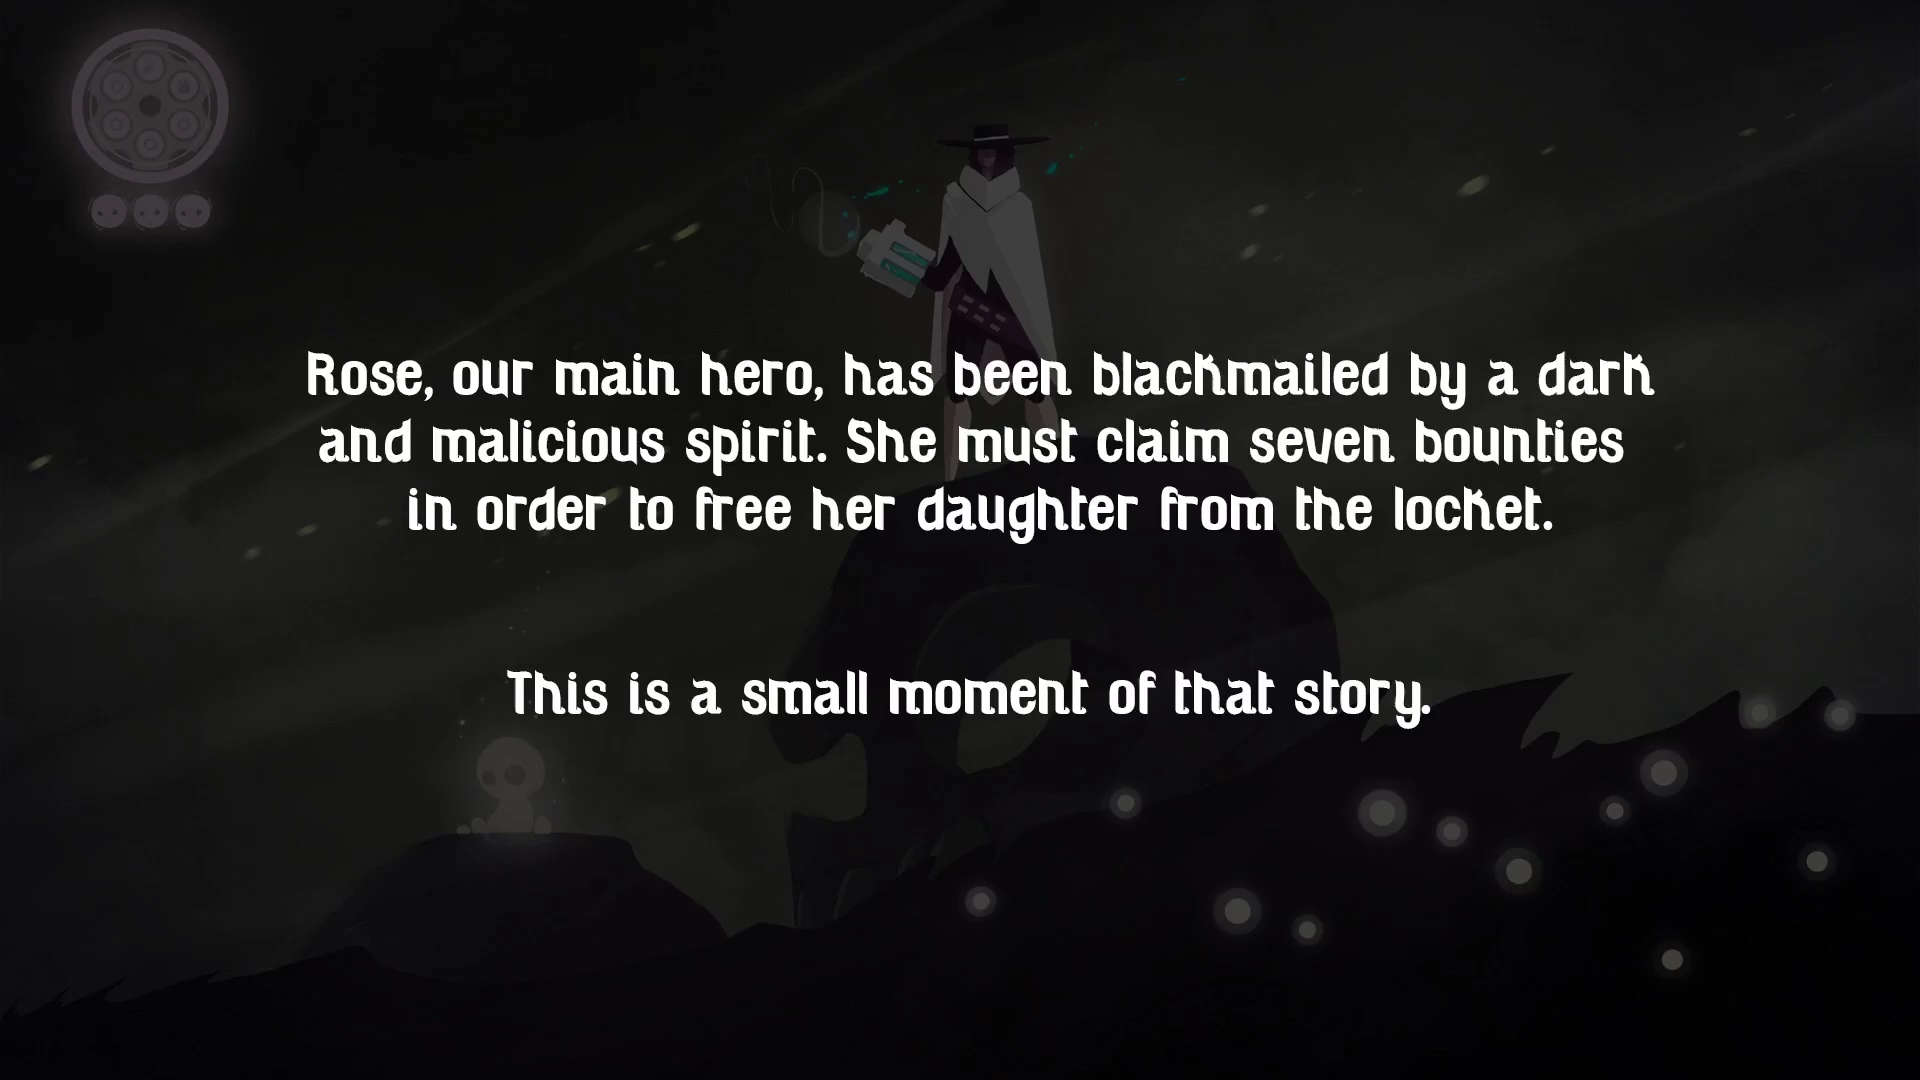 Rose, our main hero, has been blackmailed by a dark
and malicious spirit. She must claim seven bounties
in order to free her daughter from the locket.
This is a small moment of that story.